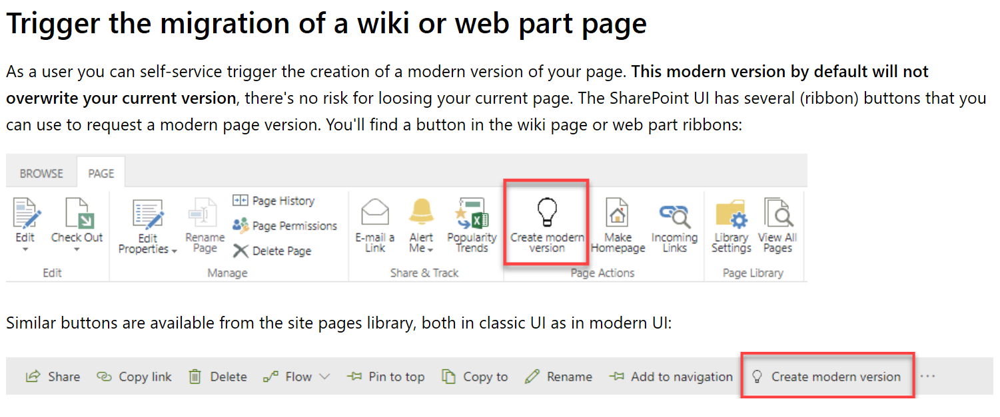 Trigger the migration of a wiki or web part page
As a user you can self-service trigger the creation of a modern version of your page. This modern version by default will not
overwrite your current version, there's no risk for loosing your current page. The SharePoint UI has several (ribbon) buttons that you
can use to request a modern page version. You'll find a button in the wiki page or web part ribbons:
BROWSE PAGE
Edit
Check Out
Edit
Properties
Rename
Page
Page History
Page Permissions
Delete Page
E-mail a
Link
Alert
Me
Popularity
Trends
Create modern
version
Make
Homepage
Incoming
Links
Library
Settings
View All
Pages
Edit
Manage
Share & Track
Page Actions
Page Library
Similar buttons are available from the site pages library, both in classic UI as in modern UI:
Share Copy link Delete Flow Pin to top Copy to Rename Add to navigation Create modern version ···